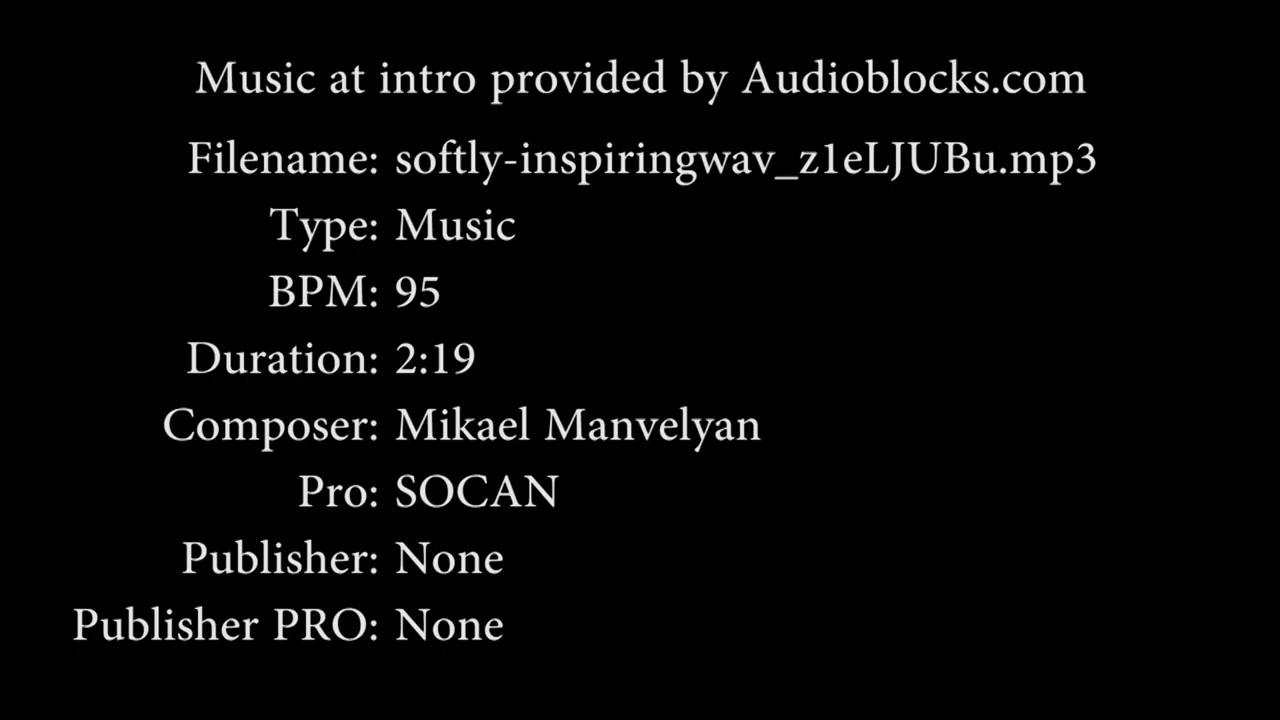 Music at intro provided by Audioblocks.com
Filename: softly-inspiringwav_z1eLJUBu.mp3
Type: Music
BPM: 95
Duration: 2:19
Composer: Mikael Manvelyan
Pro: SOCAN
Publisher: None
Publisher PRO: None